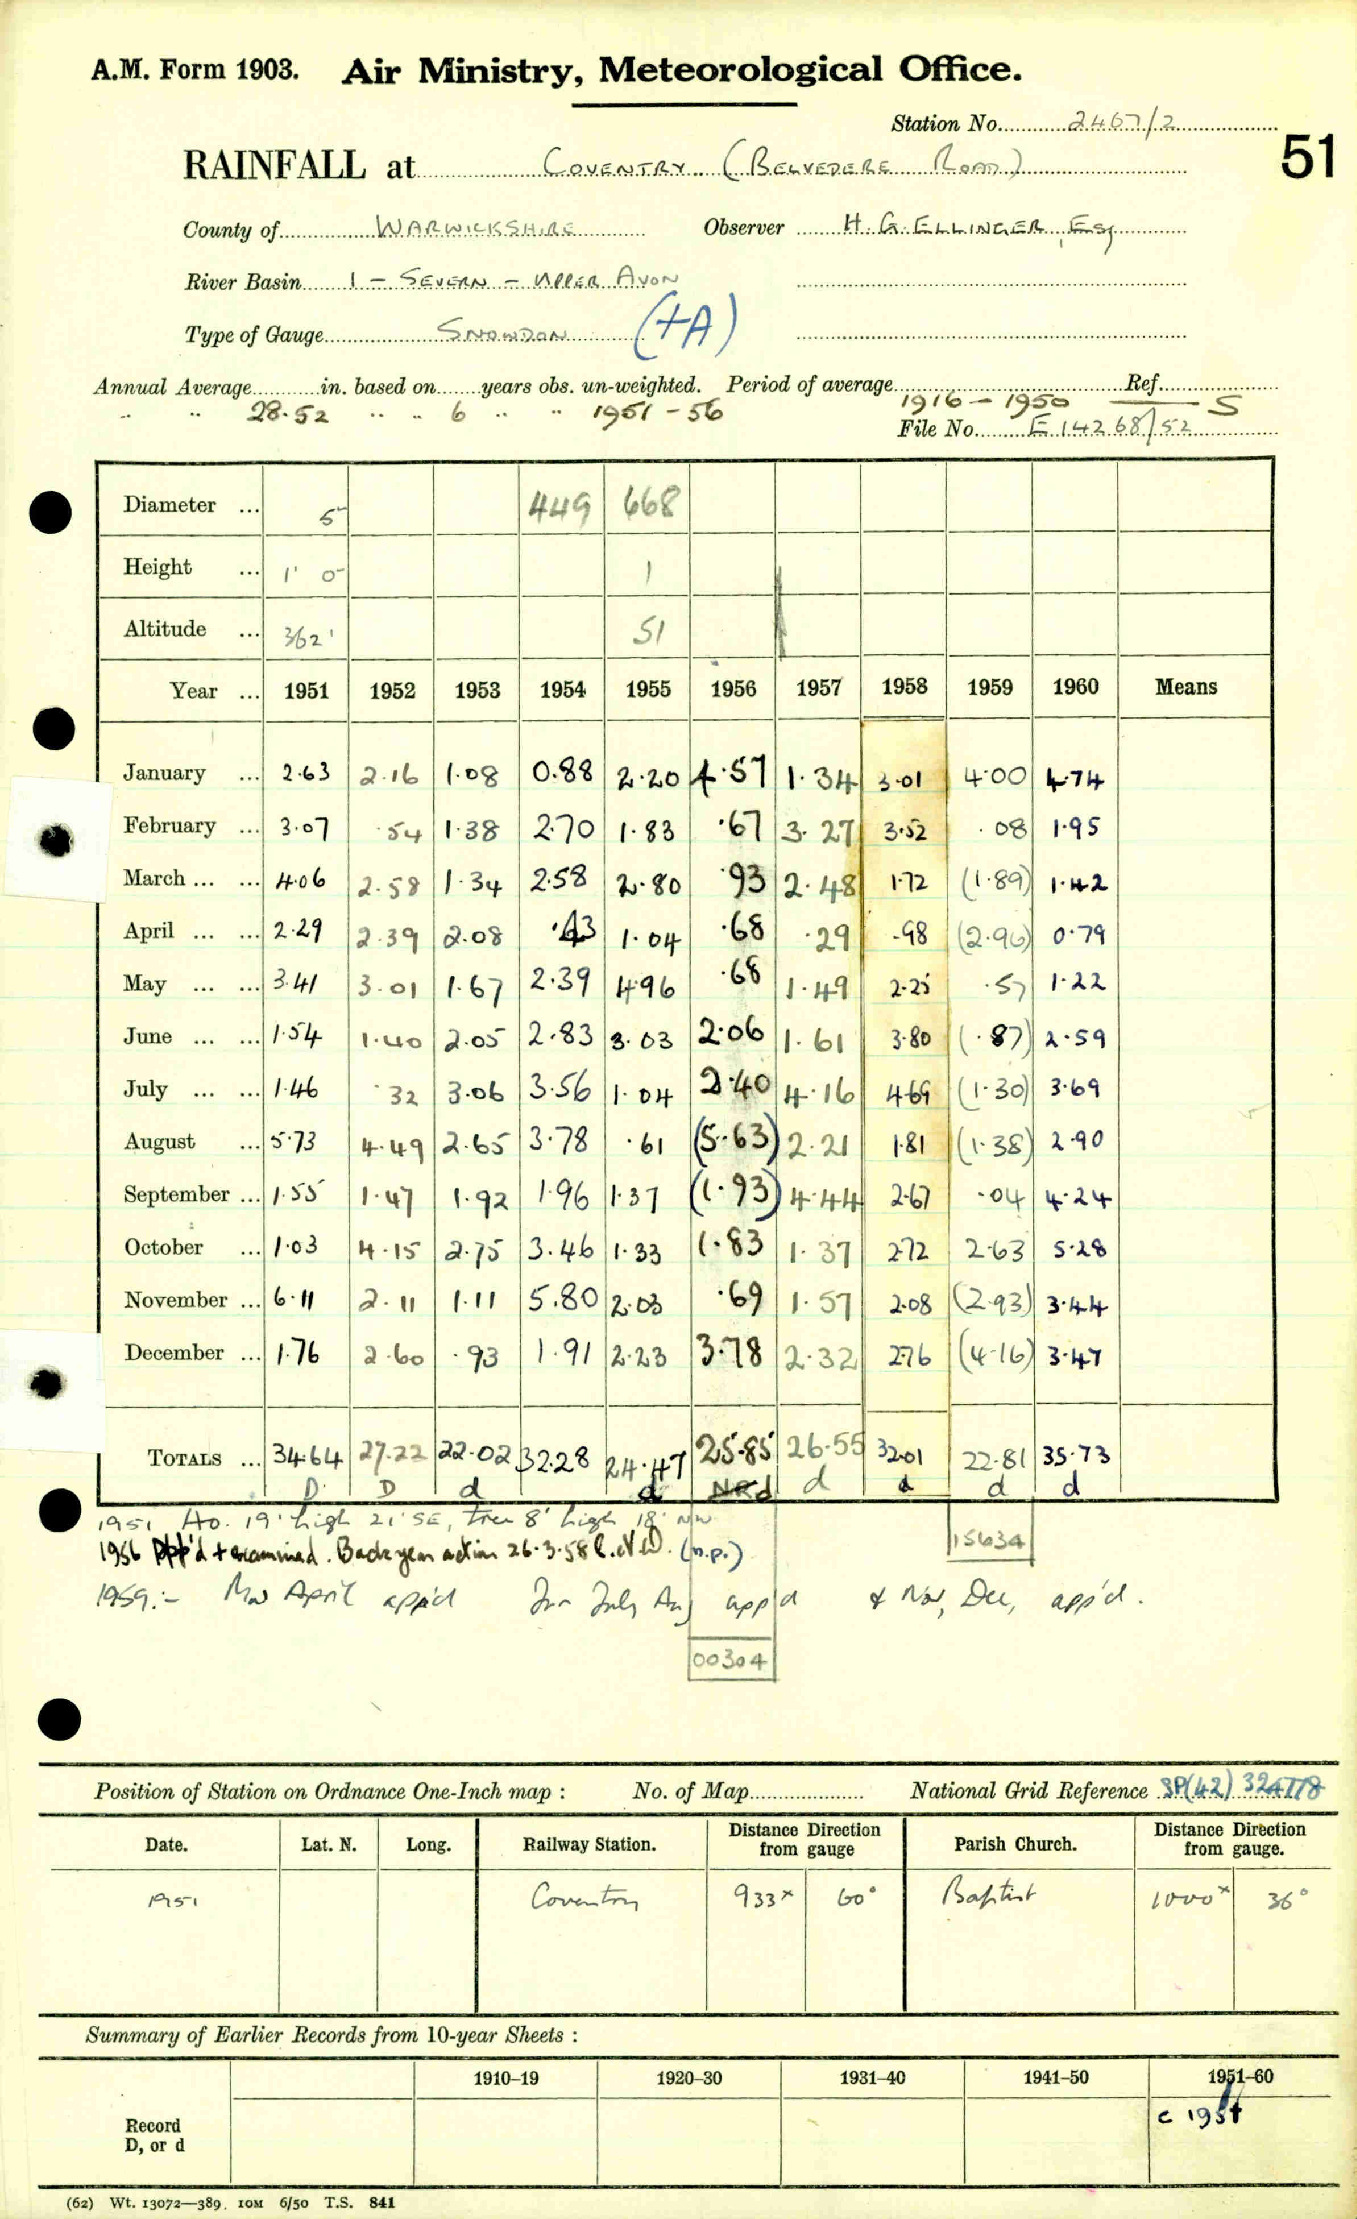 A.M. Form 1903. Air Ministry, Meteorological Office.
Station No. 2467/2
51
RAINFALL at COVENTRY (BELVEDERE ROAD)
County of WARWICKSHIRE Observer H. G. ELLINGER, Esq
River Basin 1 - SEVERN - UPPER AVON
Type of Gauge SNOWDON (+A)
Annual Average in. based on years obs. un-weighted. Period of average Ref.
" " 28.52 " " 6 " " 1951-56 1916-1950 S
File No. E 14268/52
Diameter ... 5 449 668
Height ... 1' 0 1
Altitude ... 362' 51
Year ... 1951 1952 1953 1954 1955 1956 1957 1958 1959 1960 Means
January ... 2.63 2.16 1.08 0.88 2.20 4.57 1.34 3.01 4.00 4.74
February ... 3.07 .54 1.38 2.70 1.83 .67 3.27 3.52 .08 1.95
March ... ... 4.06 2.58 1.34 2.58 2.80 .93 2.48 1.72 (1.89) 1.42
April ... ... 2.29 2.39 2.08 .43 1.04 .68 .29 .98 (2.96) 0.79
May ... ... 3.41 3.01 1.67 2.39 4.96 .68 1.49 2.25 .57 1.22
June ... ... 1.54 1.40 2.05 2.83 3.03 2.06 1.61 3.80 (.87) 2.59
July ... ... 1.46 .32 3.06 3.56 1.04 2.40 4.16 4.69 (1.30) 3.69
August ... 5.73 4.49 2.65 3.78 .61 (5.63) 2.21 1.81 (1.38) 2.90
September ... 1.55 1.47 1.92 1.96 1.37 (1.93) 4.44 2.67 .04 4.24
October ... 1.03 4.15 2.75 3.46 1.33 1.83 1.37 2.72 2.63 5.28
November ... 6.11 2.11 1.11 5.80 2.03 .69 1.57 2.08 (2.93) 3.44
December ... 1.76 2.60 .93 1.91 2.23 3.78 2.32 2.76 (4.16) 3.47
TOTALS ... 34.64 27.22 22.02 32.28 24.47 25.85 26.55 32.01 22.81 35.73
D D d d NR d d d d d
1951 Ho. 19' high 21' SE, tree 8' high 18' NW
1956 App'd + examined. Back year action 26.3.58 (n.p.)
15634
1959:- Mar April app'd Jun July Aug app'd & Nov, Dec, app'd.
00304
Position of Station on Ordnance One-Inch map : No. of Map National Grid Reference SP(42) 324778
Date. Lat. N. Long. Railway Station. Distance from gauge Direction Parish Church. Distance from gauge. Direction
1951 Coventry 933x 60° Baptist 1000x 36°
Summary of Earlier Records from 10-year Sheets :
1910-19 1920-30 1931-40 1941-50 1951-60
Record D, or d
c 1951
(62) Wt. 13072—389. 10M 6/50 T.S. 841